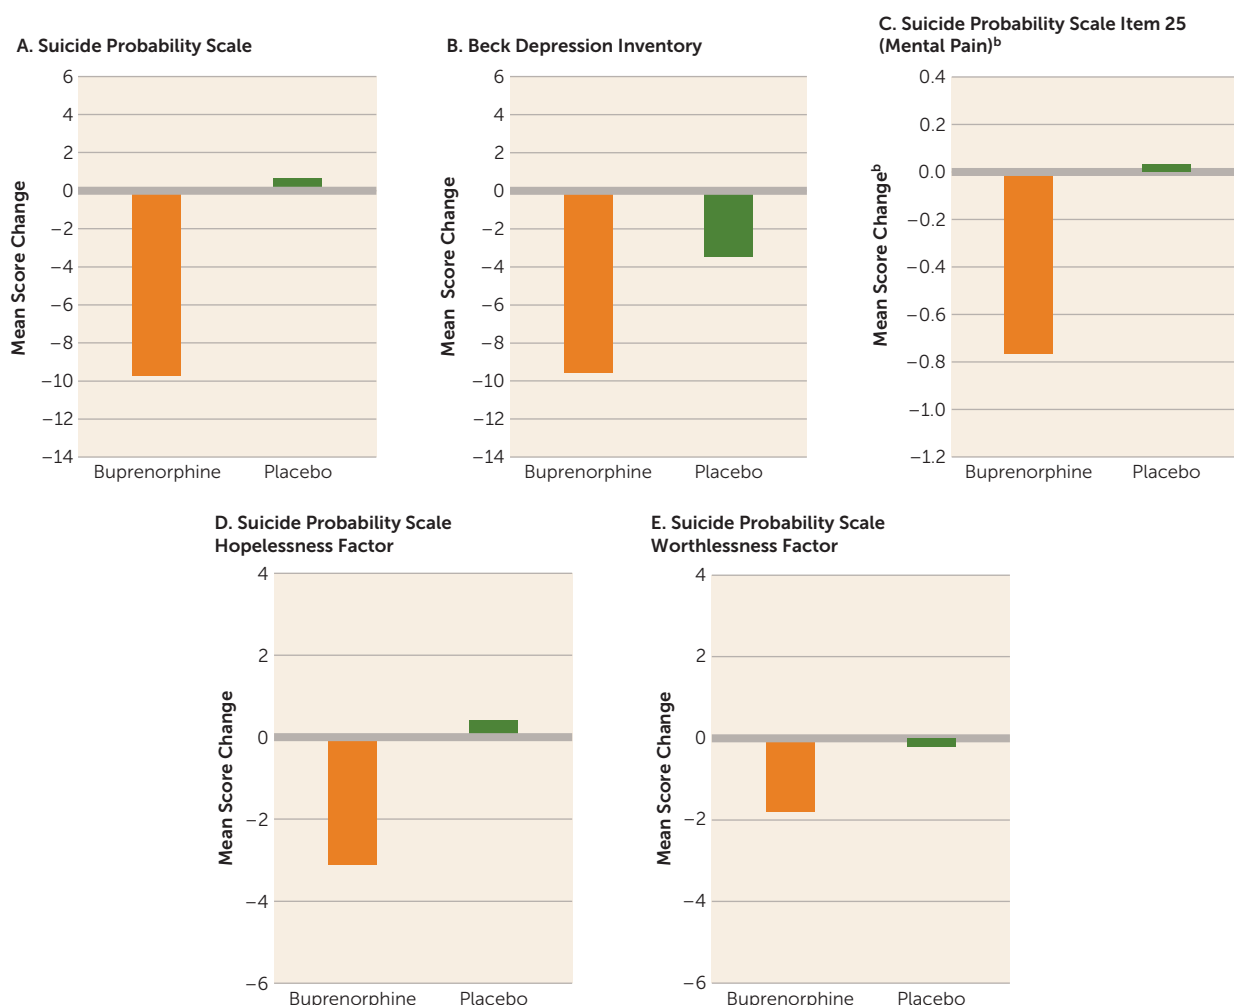 A. Suicide Probability Scale
Mean Score Change
6
4
2
0
−2
−4
−6
−8
−10
−12
−14
Buprenorphine Placebo
B. Beck Depression Inventory
Mean Score Change
6
4
2
0
−2
−4
−6
−8
−10
−12
−14
Buprenorphine Placebo
C. Suicide Probability Scale Item 25
(Mental Pain)ᵇ
Mean Score Changeᵇ
0.4
0.2
0.0
−0.2
−0.4
−0.6
−0.8
−1.0
−1.2
Buprenorphine Placebo
D. Suicide Probability Scale
Hopelessness Factor
Mean Score Change
4
2
0
−2
−4
−6
Buprenorphine Placebo
E. Suicide Probability Scale
Worthlessness Factor
Mean Score Change
4
2
0
−2
−4
−6
Buprenorphine Placebo